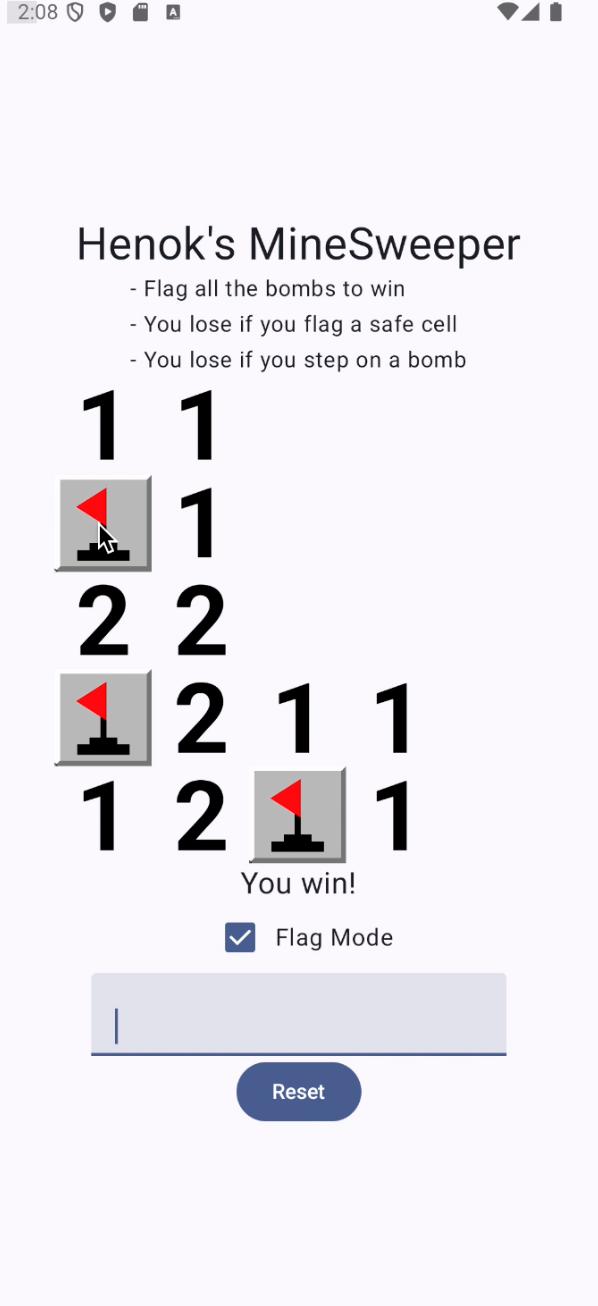 2:08
Henok's MineSweeper
- Flag all the bombs to win
- You lose if you flag a safe cell
- You lose if you step on a bomb
1 1
1
2 2
2 1 1
1 2 1
You win!
Flag Mode
Reset